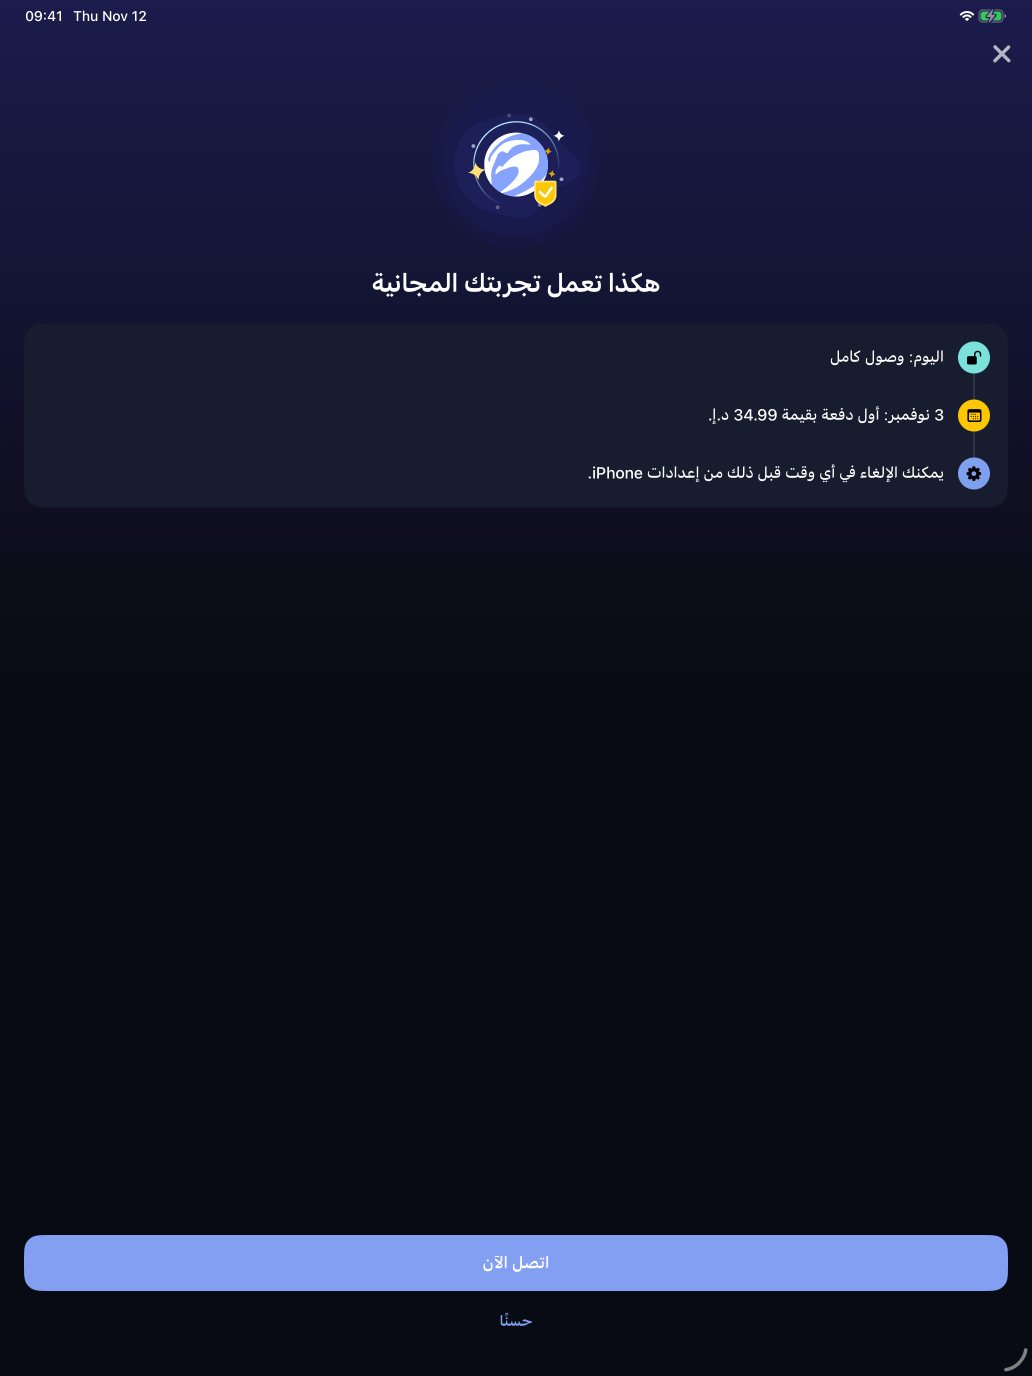 09:41 Thu Nov 12
هكذا تعمل تجربتك المجانية
اليوم: وصول كامل
3 نوفمبر: أول دفعة بقيمة 34.99 د.إ.
يمكنك الإلغاء في أي وقت قبل ذلك من إعدادات iPhone.
اتصل الآن
حسنًا